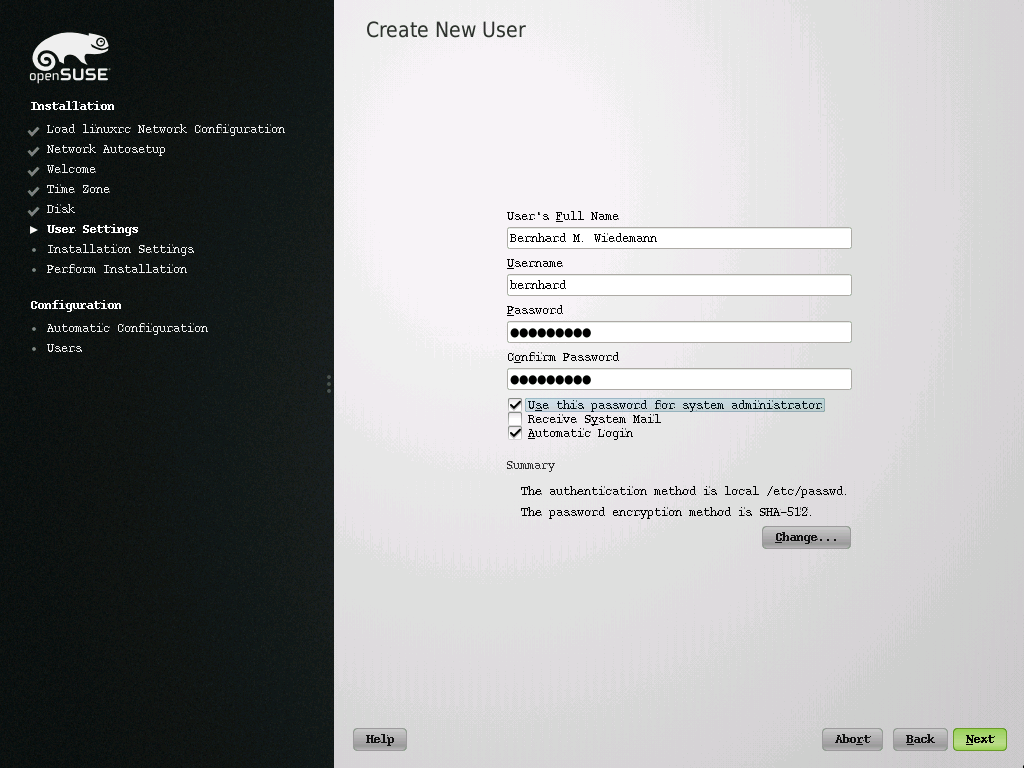 openSUSE
Installation
Load linuxrc Network Configuration
Network Autosetup
Welcome
Time Zone
Disk
User Settings
Installation Settings
Perform Installation
Configuration
Automatic Configuration
Users
Create New User
User's Full Name
Bernhard M. Wiedemann
Username
bernhard
Password
●●●●●●●●●
Confirm Password
●●●●●●●●●
Use this password for system administrator
Receive System Mail
Automatic Login
Summary
The authentication method is local /etc/passwd.
The password encryption method is SHA-512.
Change...
Help
Abort
Back
Next